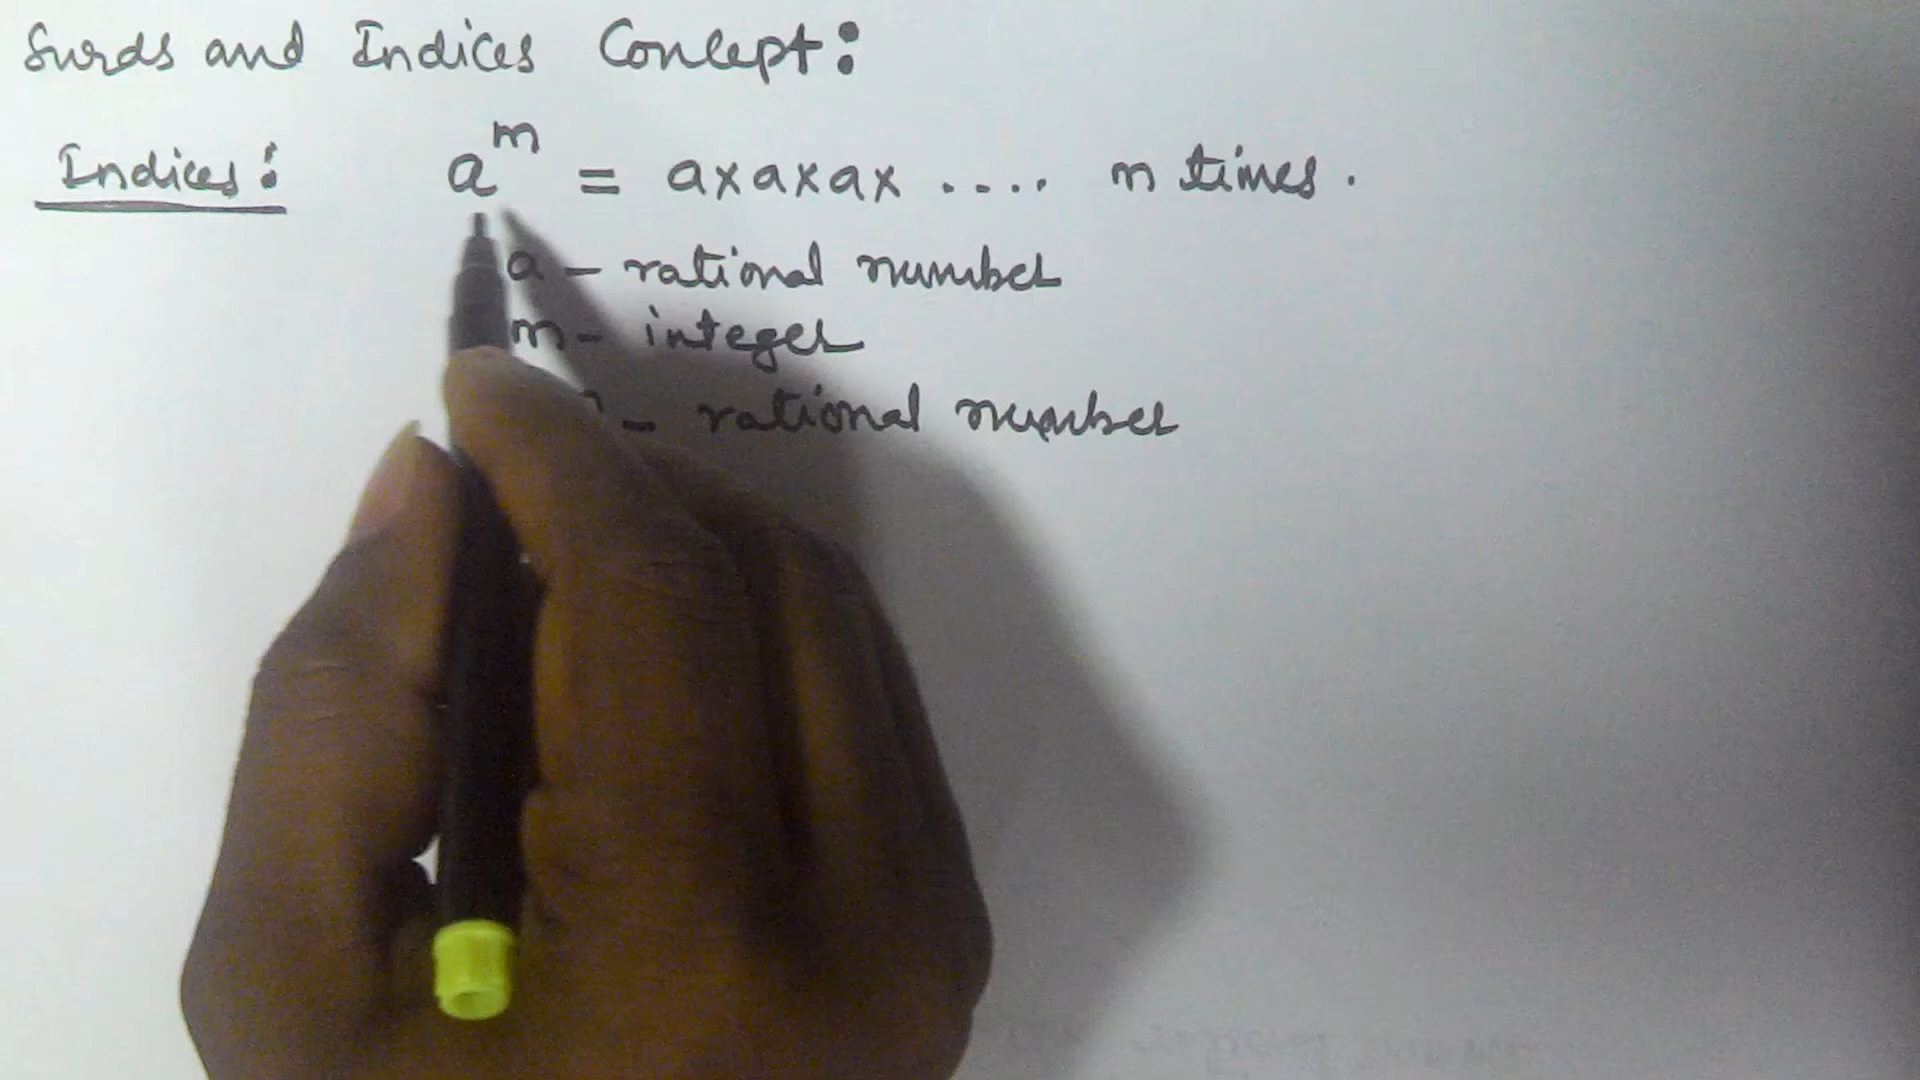 Surds and Indices Concept:
Indices: a^m = a×a×a× .... n times.
a - rational number
m - integer
- rational number